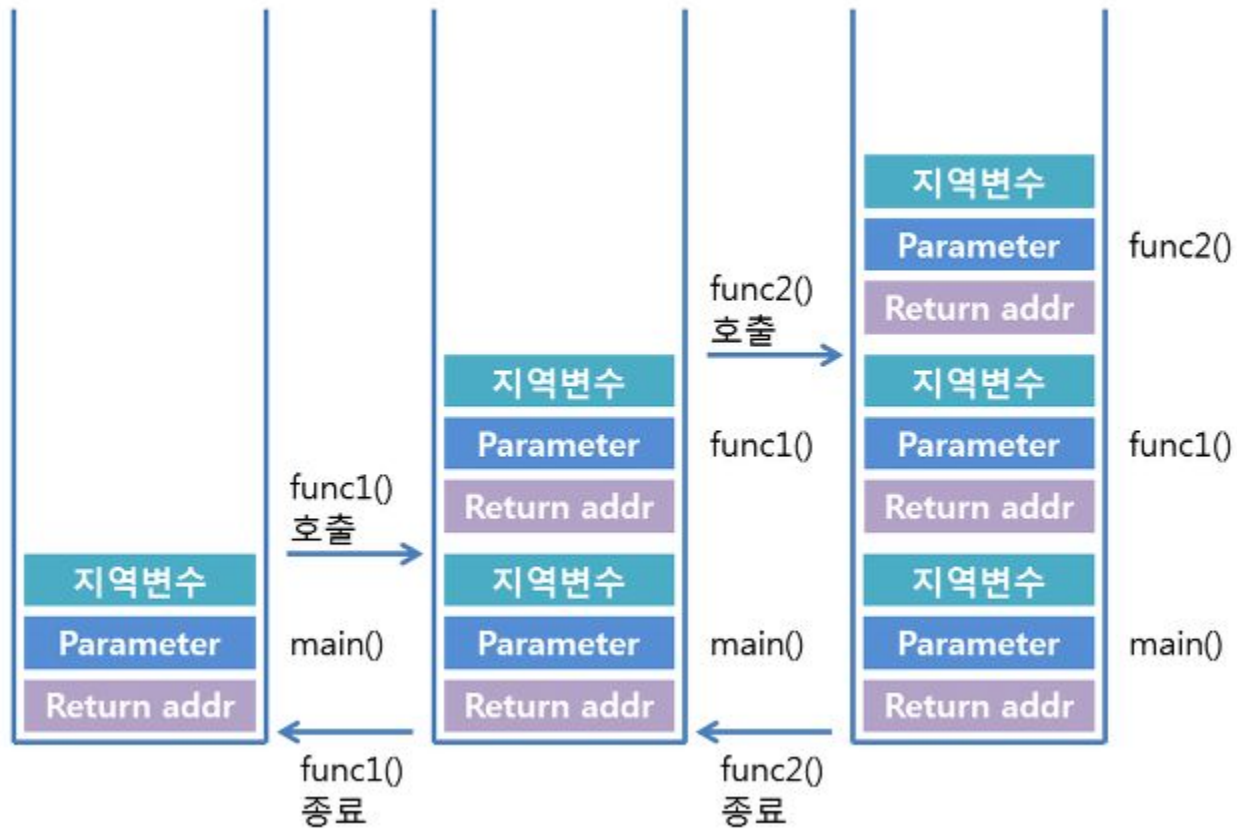 지역변수
Parameter
Return addr
main()
func1()
호출
지역변수
Parameter
Return addr
func1()
지역변수
Parameter
Return addr
main()
func2()
호출
지역변수
Parameter
Return addr
func2()
지역변수
Parameter
Return addr
func1()
지역변수
Parameter
Return addr
main()
func1()
종료
func2()
종료